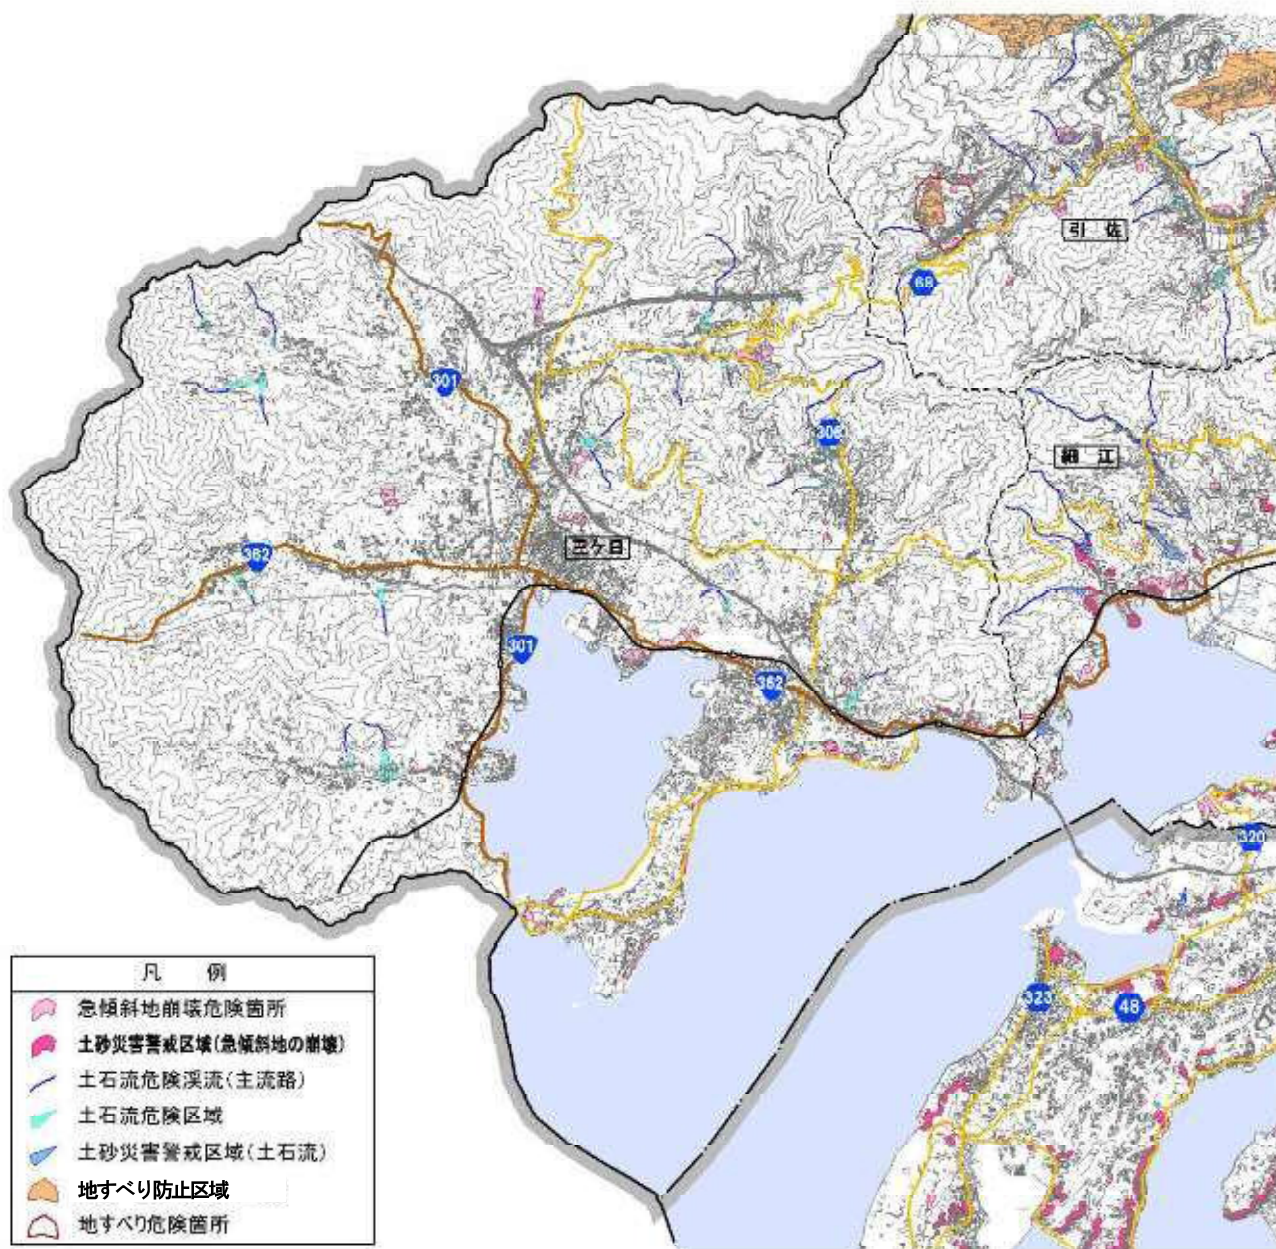 引佐
68
301
308
細江
362
三ケ日
301
362
320
323
48
凡 例
急傾斜地崩壊危険箇所
土砂災害警戒区域(急傾斜地の崩壊)
土石流危険渓流(主流路)
土石流危険区域
土砂災害警戒区域(土石流)
地すべり防止区域
地すべり危険箇所